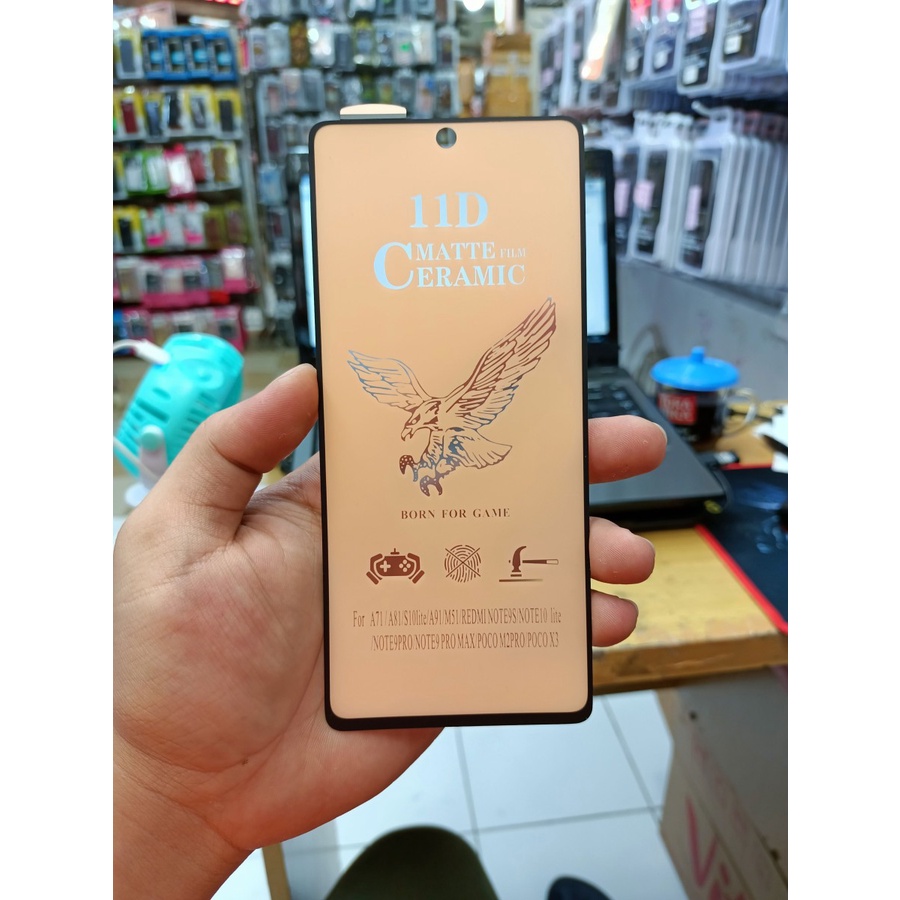 11D
MATTE FILM
CERAMIC
BORN FOR GAME
For A71/A81/S10lite/A91/M51/REDMI NOTE9S/NOTE10 lite
/NOTE9PRO/NOTE9 PRO MAX/POCO M2PRO/POCO X3